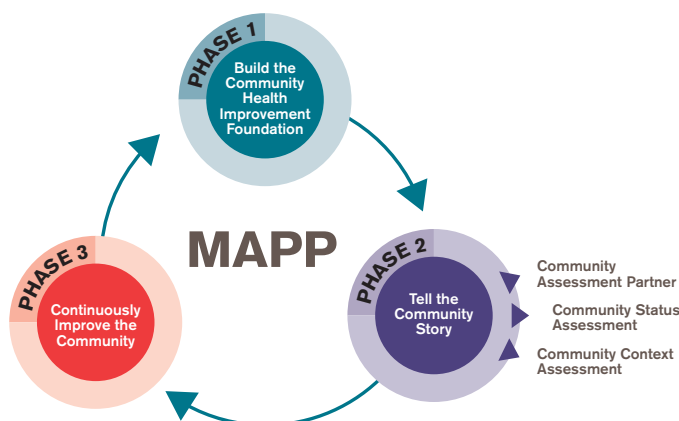 PHASE 1
Build the
Community
Health
Improvement
Foundation
MAPP
PHASE 2
Tell the
Community
Story
Community
Assessment Partner
Community Status
Assessment
Community Context
Assessment
PHASE 3
Continuously
Improve the
Community